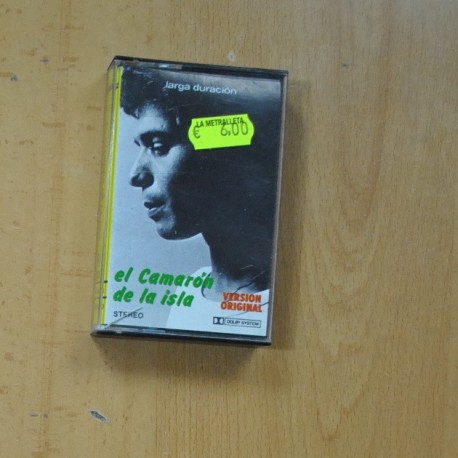 larga duración
LA METRALLETA
€ 6,00
el Camarón
de la isla
VERSION
ORIGINAL
STEREO
DOLBY SYSTEM